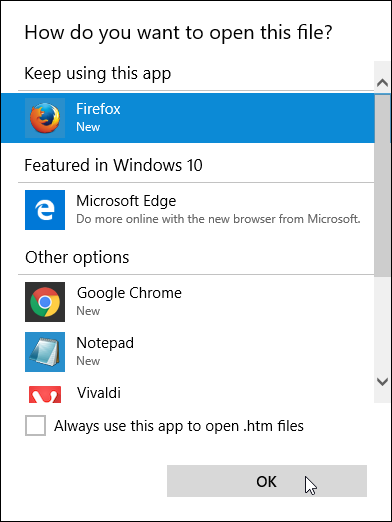 How do you want to open this file?
Keep using this app
Firefox
New
Featured in Windows 10
Microsoft Edge
Do more online with the new browser from Microsoft.
Other options
Google Chrome
New
Notepad
New
Vivaldi
Always use this app to open .htm files
OK